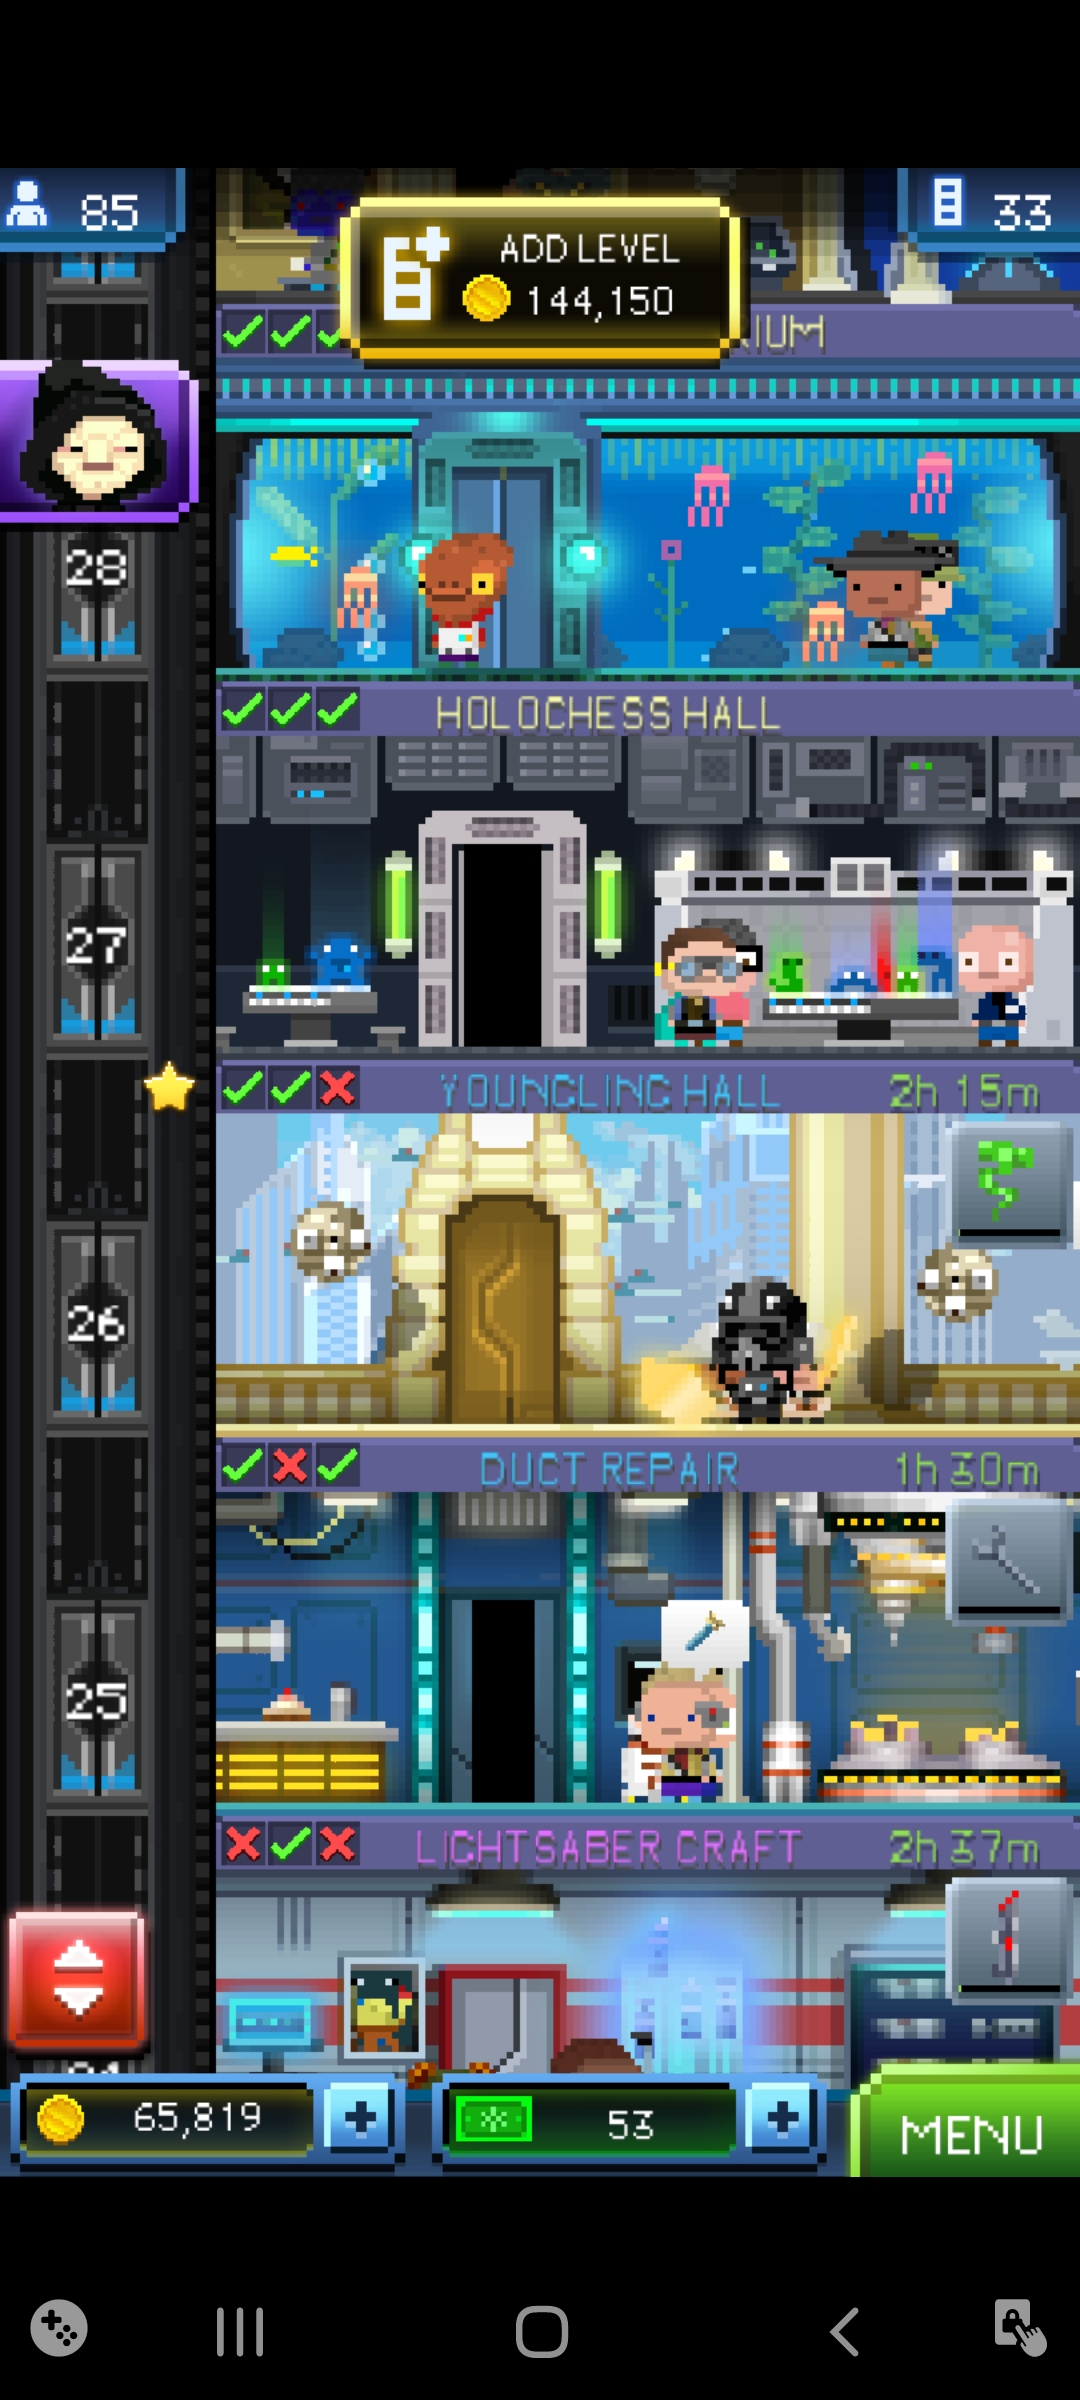 85
ADD LEVEL
144,150
33
RIUM
28
HOLOCHESS HALL
27
YOUNGLING HALL
2h 15m
26
DUCT REPAIR
1h 30m
25
LIGHTSABER CRAFT
2h 37m
65,819
53
MENU